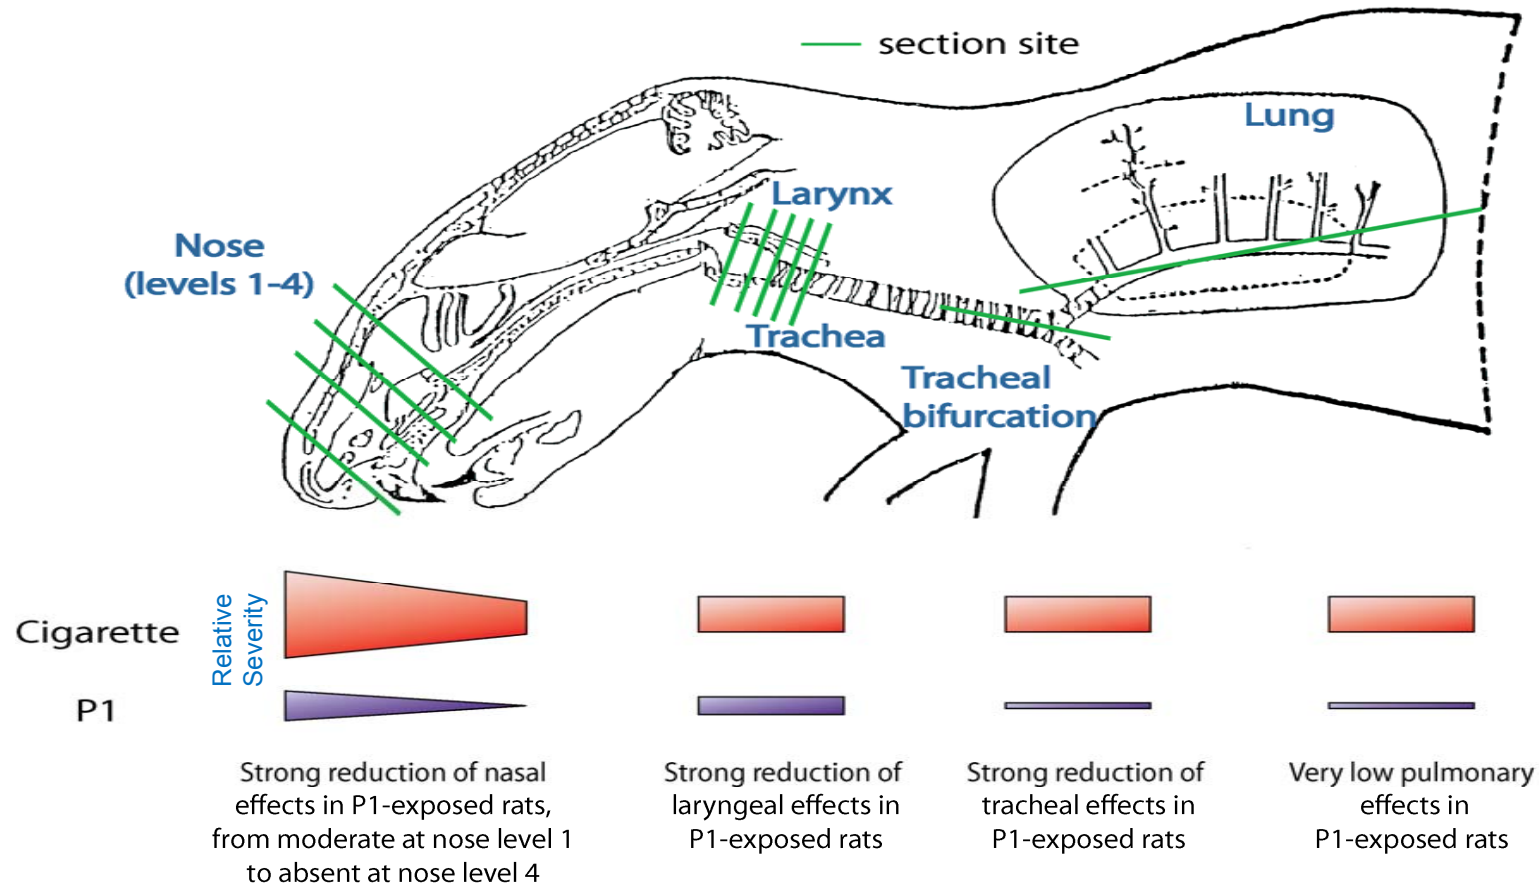 section site
Lung
Larynx
Nose
(levels 1-4)
Trachea
Tracheal
bifurcation
Relative
Severity
Cigarette
P1
Strong reduction of nasal
effects in P1-exposed rats,
from moderate at nose level 1
to absent at nose level 4
Strong reduction of
laryngeal effects in
P1-exposed rats
Strong reduction of
tracheal effects in
P1-exposed rats
Very low pulmonary
effects in
P1-exposed rats